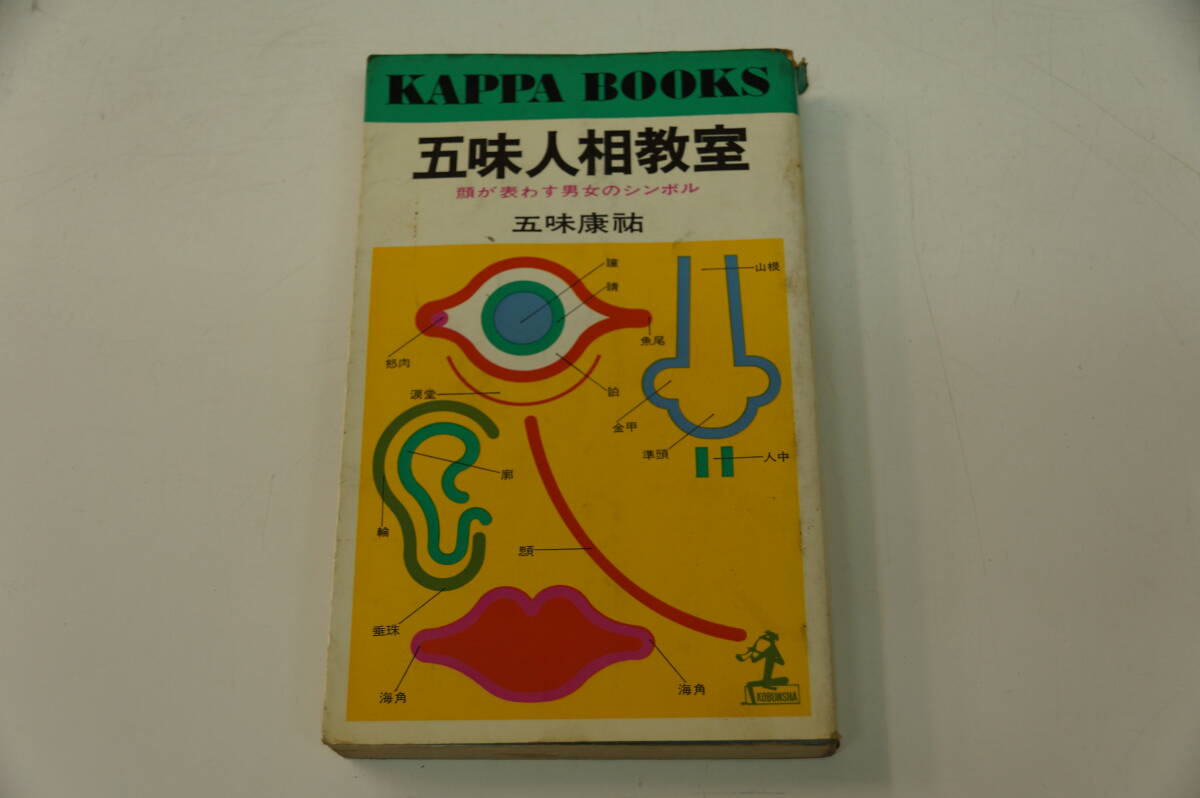 KAPPA BOOKS
五味人相教室
顔が表わす男女のシンボル
五味康祐
瞳
睛
山根
魚尾
怒肉
涙堂
金甲
準頭
人中
廓
輪
垂珠
海角
海角
KOBUNSHA